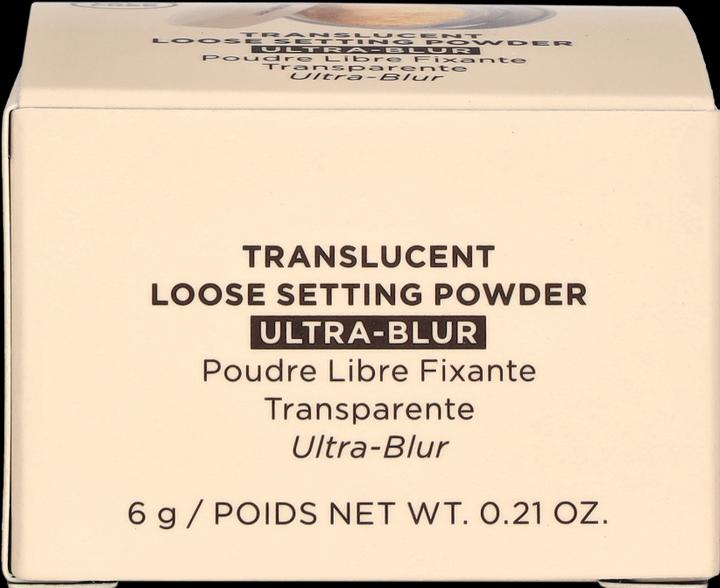 TRANSLUCENT
LOOSE SETTING POWDER
ULTRA-BLUR
Poudre Libre Fixante
Transparente
Ultra-Blur
TRANSLUCENT
LOOSE SETTING POWDER
ULTRA-BLUR
Poudre Libre Fixante
Transparente
Ultra-Blur
6 g / POIDS NET WT. 0.21 OZ.